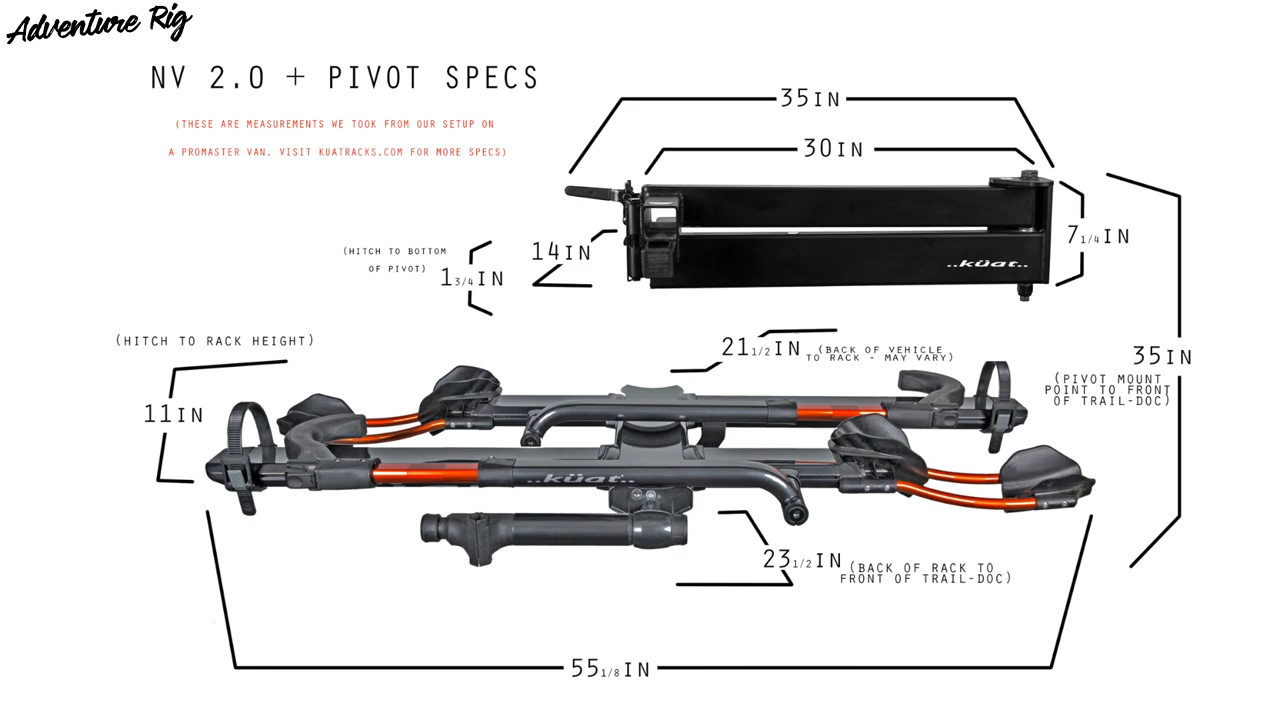 Adventure Rig
NV 2.0 + PIVOT SPECS
(THESE ARE MEASUREMENTS WE TOOK FROM OUR SETUP ON
A PROMASTER VAN. VISIT KUATRACKS.COM FOR MORE SPECS)
35IN
30IN
7 1/4 IN
14IN
(HITCH TO BOTTOM
OF PIVOT)
1 3/4 IN
..küat..
(HITCH TO RACK HEIGHT)
11IN
21 1/2 IN (BACK OF VEHICLE
TO RACK - MAY VARY)
35IN
(PIVOT MOUNT
POINT TO FRONT
OF TRAIL-DOC)
..küat..
23 1/2 IN (BACK OF RACK TO
FRONT OF TRAIL-DOC)
55 1/8 IN